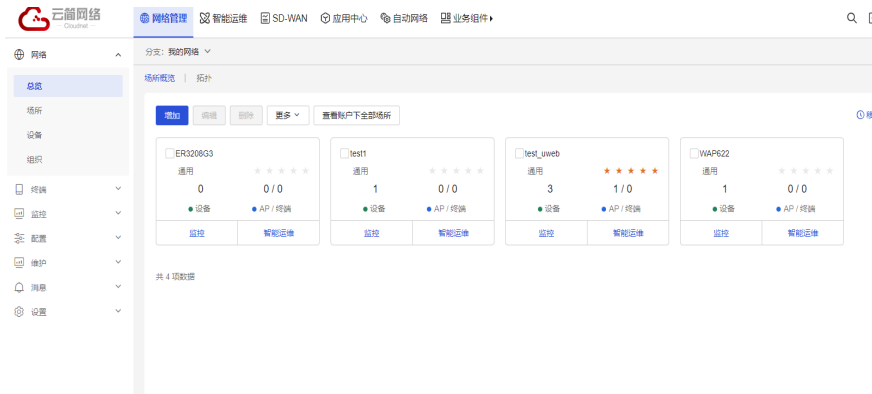 云简网络
Cloudnet
网络管理 智能运维 SD-WAN 应用中心 自动网络 业务组件
网络
分支: 我的网络
总览
场所概览 | 拓扑
场所
设备
组织
增加 编辑 删除 更多 查看账户下全部场所
ER3208G3 test1 test_uweb WAP622
通用 通用 通用 通用
0 0 / 0 1 0 / 0 3 1 / 0 1 0 / 0
设备 AP / 终端 设备 AP / 终端 设备 AP / 终端 设备 AP / 终端
监控 智能运维 监控 智能运维 监控 智能运维 监控 智能运维
终端
监控
配置
维护
消息
设置
共 4 项数据